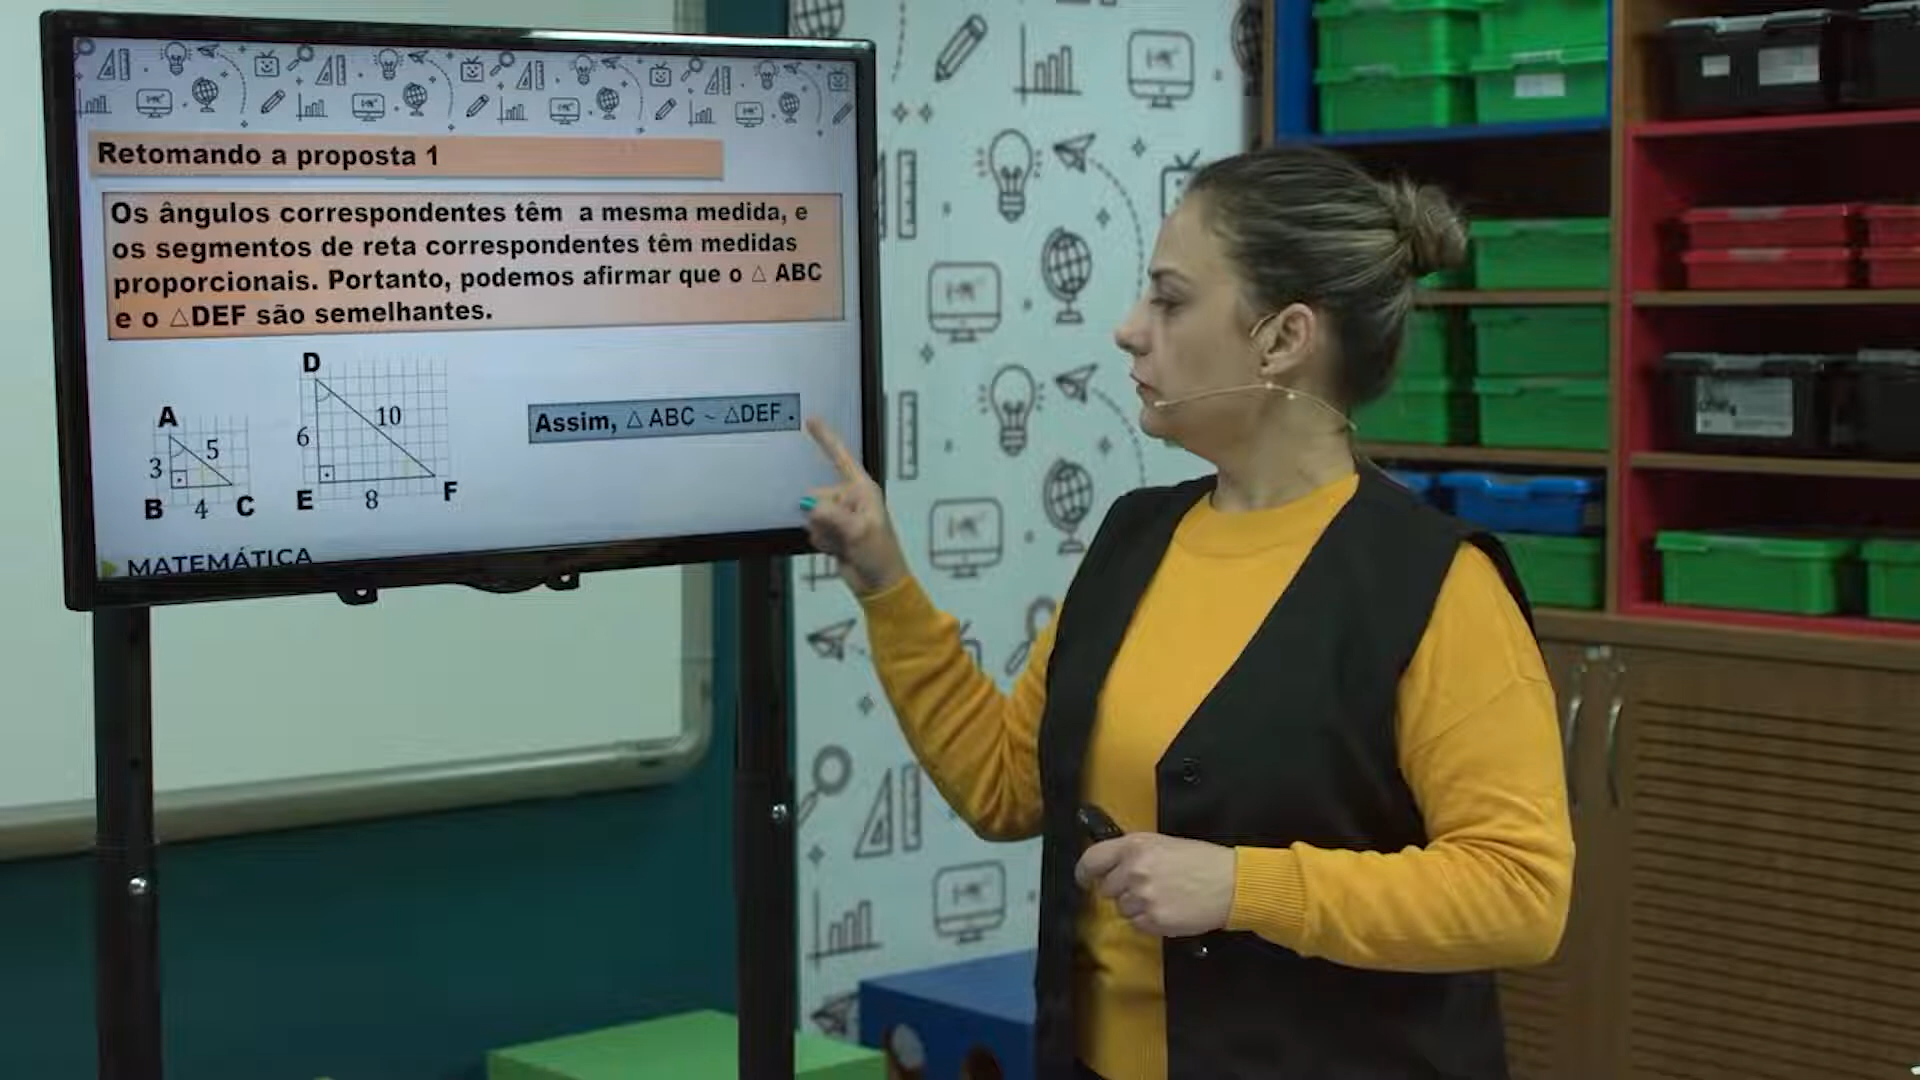 Retomando a proposta 1
Os ângulos correspondentes têm a mesma medida, e
os segmentos de reta correspondentes têm medidas
proporcionais. Portanto, podemos afirmar que o △ ABC
e o △DEF são semelhantes.
D
A
10
Assim, △ ABC ~ △DEF.
6
5
3
B
4
C
E
8
F
MATEMÁTICA